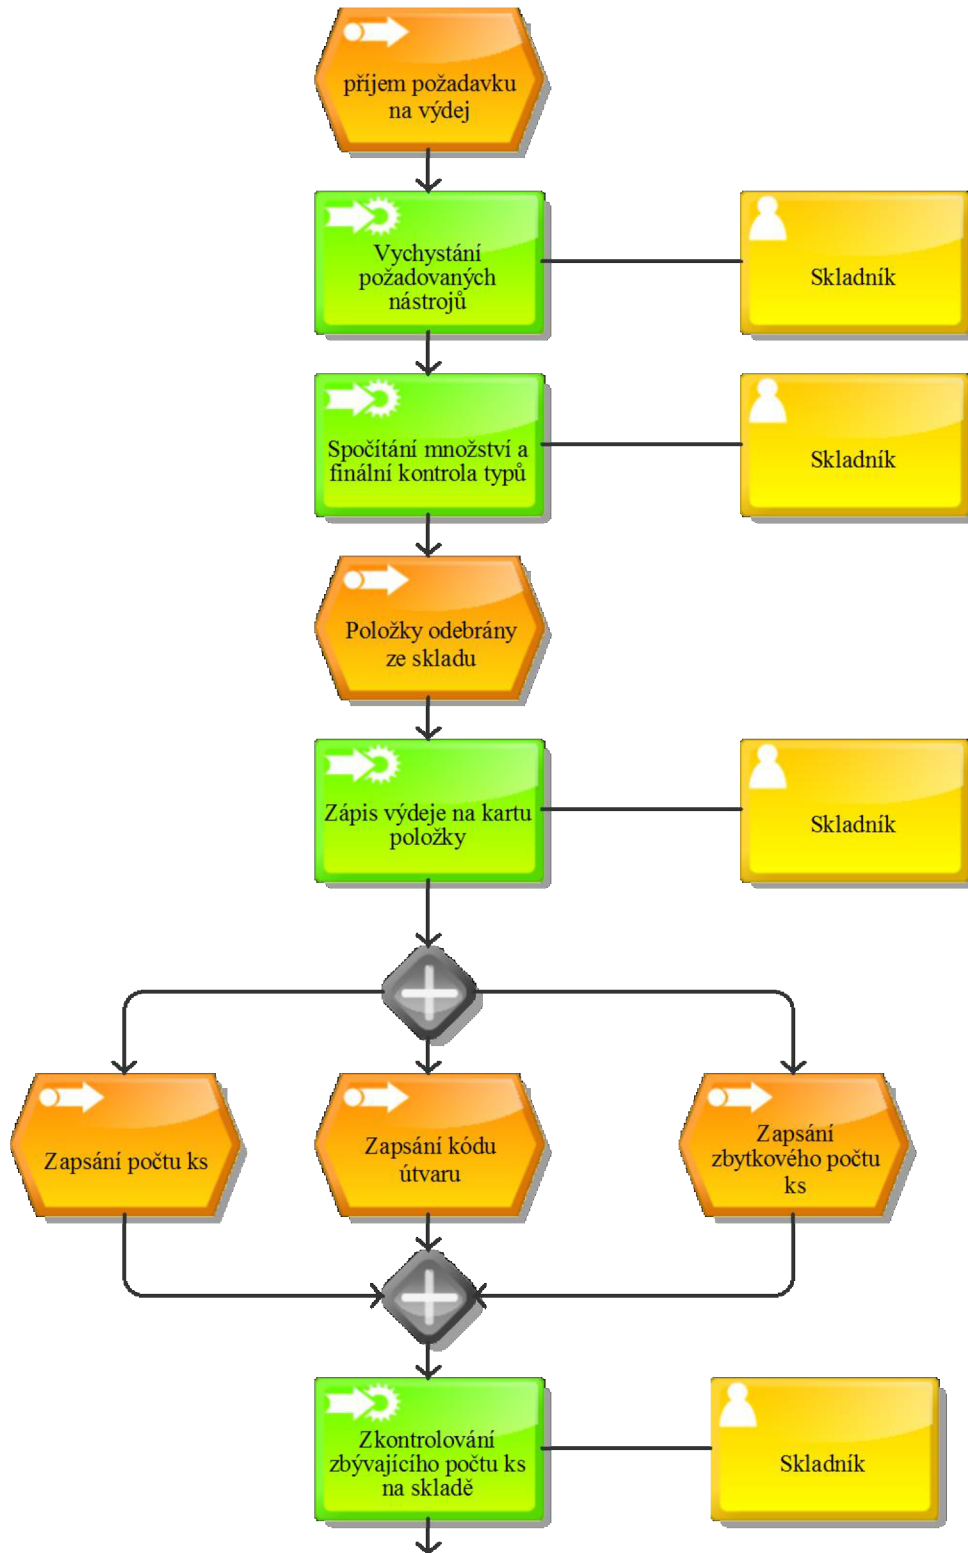 příjem požadavku
na výdej
Vychystání
požadovaných
nástrojů
Skladník
Spočítání množství a
finální kontrola typů
Skladník
Položky odebrány
ze skladu
Zápis výdeje na kartu
položky
Skladník
Zapsání počtu ks
Zapsání kódu
útvaru
Zapsání
zbytkového počtu
ks
Zkontrolování
zbývajícího počtu ks
na skladě
Skladník